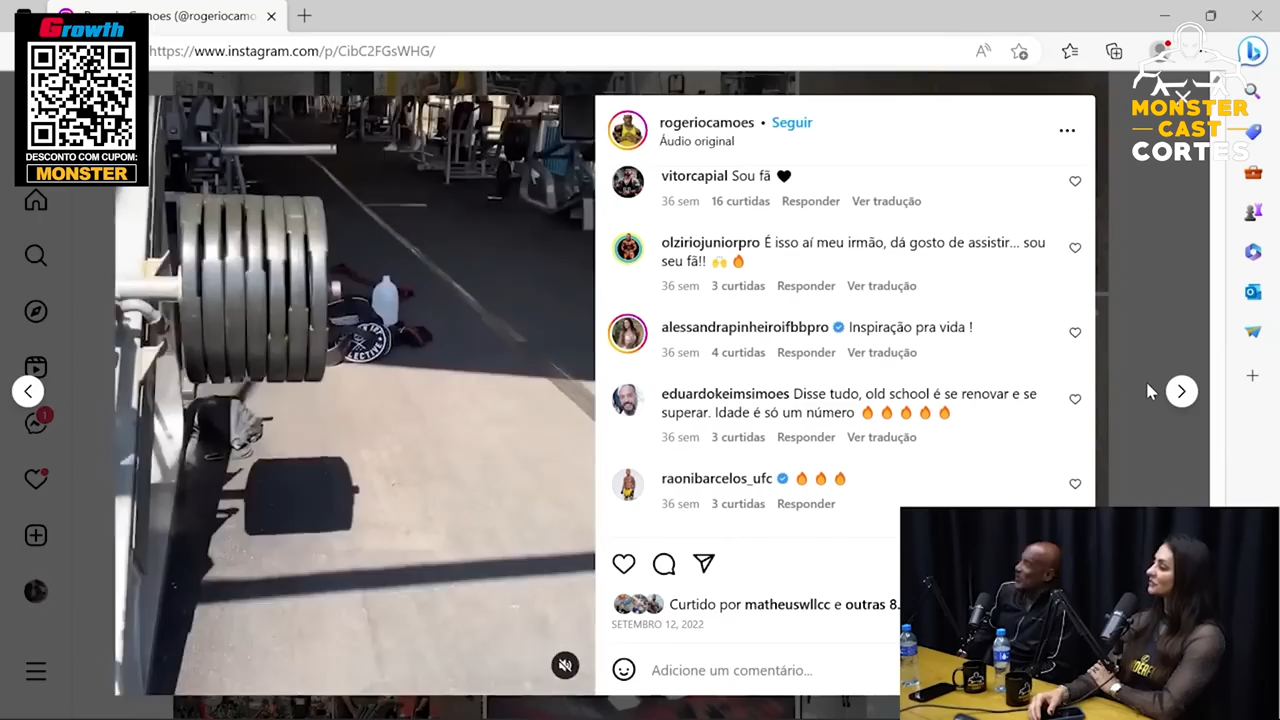 Growth
DESCONTO COM CUPOM:
MONSTER
https://www.instagram.com/p/CibC2FGsWHG/
MONSTER
CAST
CORTES
rogeriocamoes • Seguir
Áudio original
vitorcapial Sou fã 🖤
36 sem 16 curtidas Responder Ver tradução
olziriojuniorpro É isso aí meu irmão, dá gosto de assistir... sou
seu fã!! 🙌 🔥
36 sem 3 curtidas Responder Ver tradução
alessandrapinheiroifbbpro Inspiração pra vida !
36 sem 4 curtidas Responder Ver tradução
eduardokeimsimoes Disse tudo, old school é se renovar e se
superar. Idade é só um número 🔥 🔥 🔥 🔥 🔥
36 sem 3 curtidas Responder Ver tradução
raonibarcelos_ufc 🔥 🔥 🔥
36 sem 3 curtidas Responder
Curtido por matheuswllcc e outras 8.
SETEMBRO 12, 2022
Adicione um comentário...
1